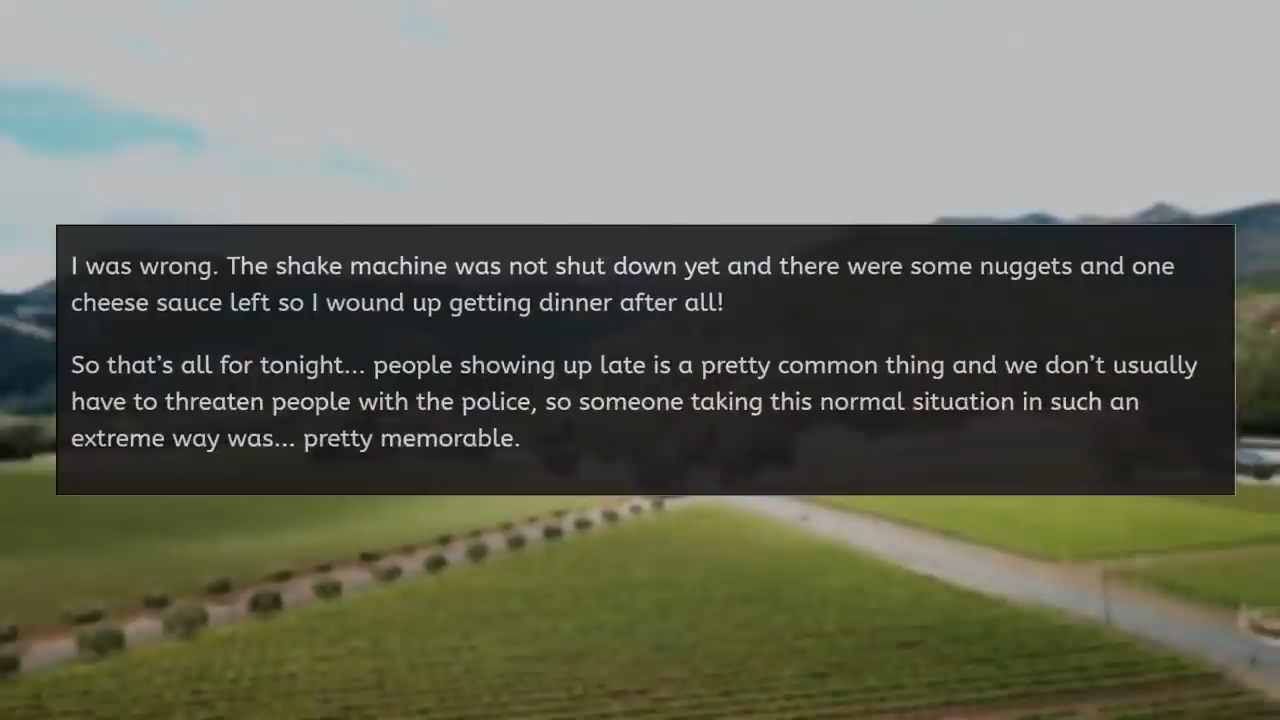 I was wrong. The shake machine was not shut down yet and there were some nuggets and one
cheese sauce left so I wound up getting dinner after all!
So that’s all for tonight... people showing up late is a pretty common thing and we don’t usually
have to threaten people with the police, so someone taking this normal situation in such an
extreme way was... pretty memorable.